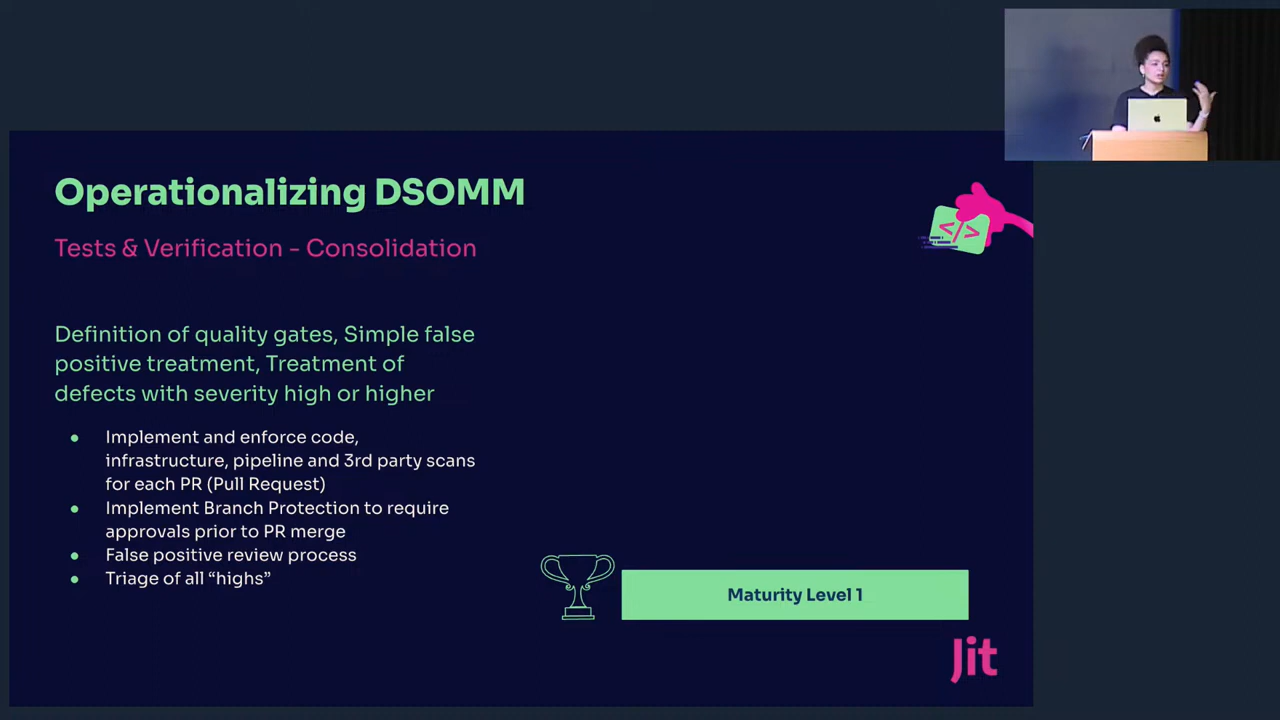 Operationalizing DSOMM
Tests & Verification - Consolidation
Definition of quality gates, Simple false
positive treatment, Treatment of
defects with severity high or higher
● Implement and enforce code,
infrastructure, pipeline and 3rd party scans
for each PR (Pull Request)
● Implement Branch Protection to require
approvals prior to PR merge
● False positive review process
● Triage of all “highs”
</>
Maturity Level 1
Jit